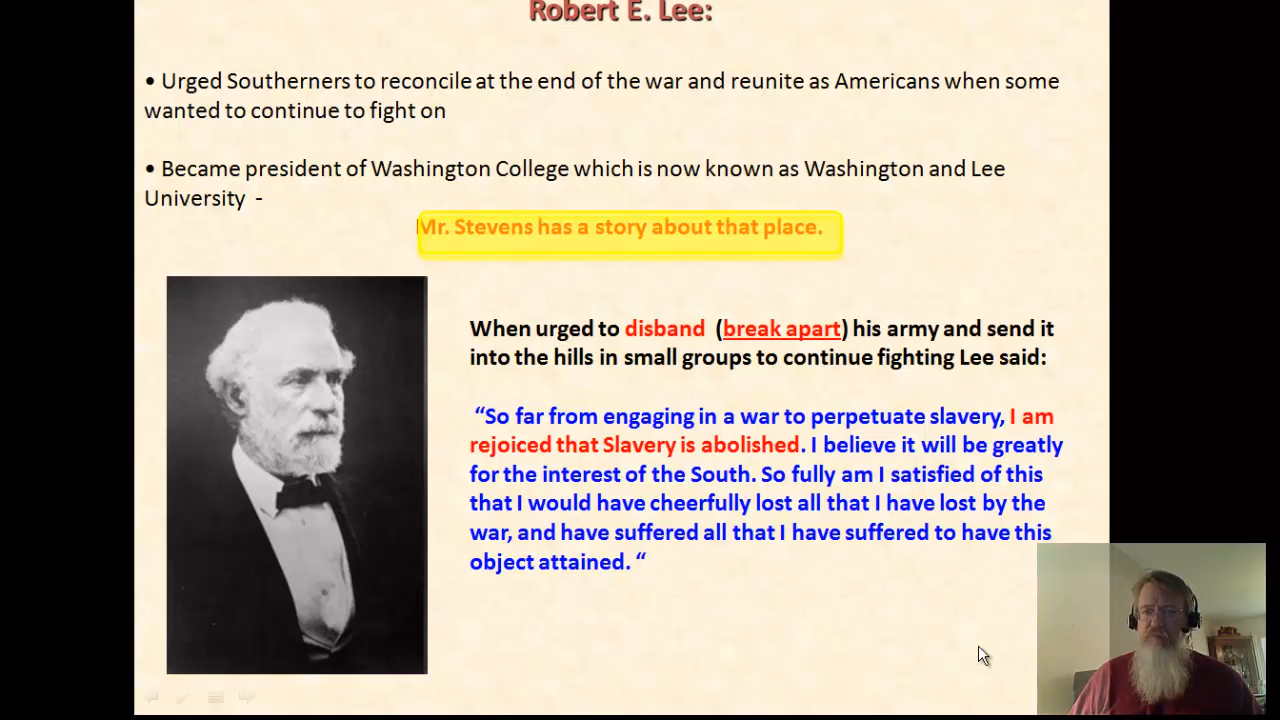 Robert E. Lee:
• Urged Southerners to reconcile at the end of the war and reunite as Americans when some
wanted to continue to fight on
• Became president of Washington College which is now known as Washington and Lee
University -
Mr. Stevens has a story about that place.
When urged to disband (break apart) his army and send it
into the hills in small groups to continue fighting Lee said:
“So far from engaging in a war to perpetuate slavery, I am
rejoiced that Slavery is abolished. I believe it will be greatly
for the interest of the South. So fully am I satisfied of this
that I would have cheerfully lost all that I have lost by the
war, and have suffered all that I have suffered to have this
object attained. “